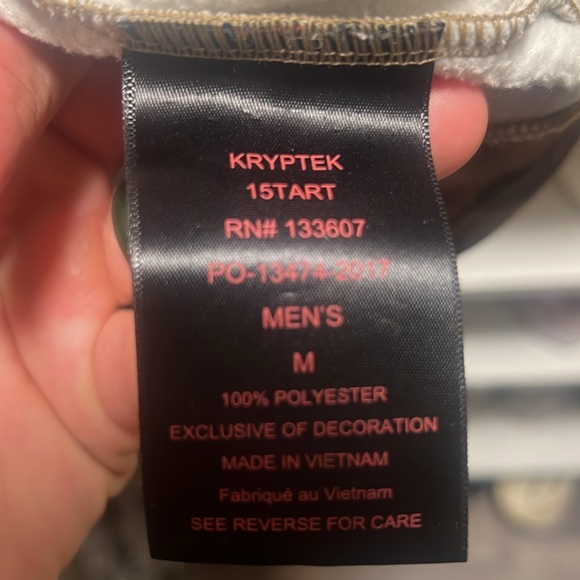 KRYPTEK
15TART
RN# 133607
PO-13474-2017
MEN'S
M
100% POLYESTER
EXCLUSIVE OF DECORATION
MADE IN VIETNAM
Fabriqué au Vietnam
SEE REVERSE FOR CARE